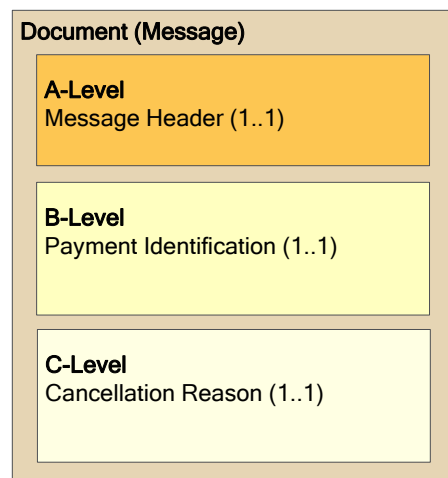 Document (Message)
A-Level
Message Header (1..1)
B-Level
Payment Identification (1..1)
C-Level
Cancellation Reason (1..1)